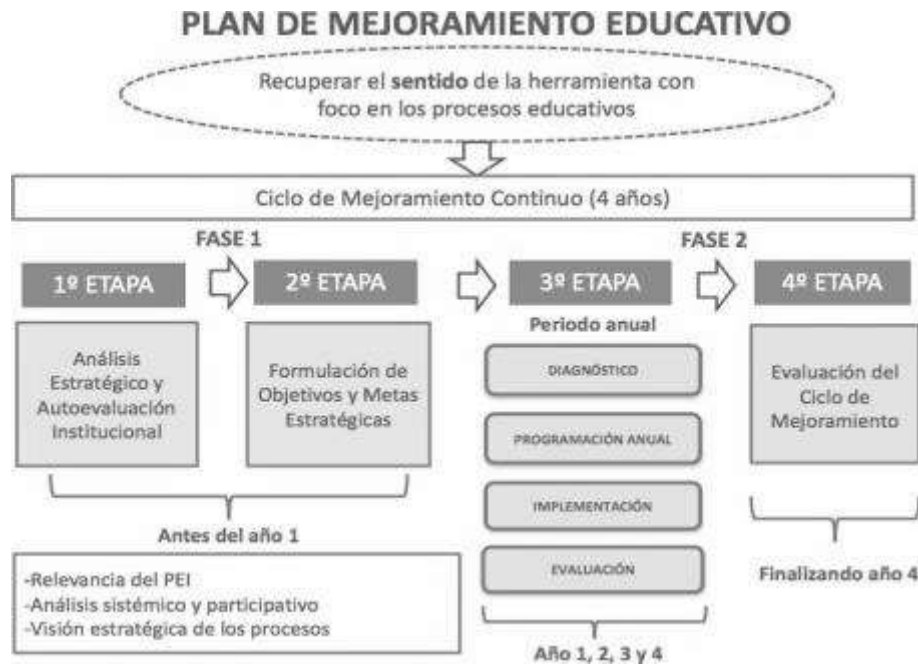 PLAN DE MEJORAMIENTO EDUCATIVO
Recuperar el sentido de la herramienta con
foco en los procesos educativos
Ciclo de Mejoramiento Continuo (4 años)
FASE 1
FASE 2
1º ETAPA
2º ETAPA
3º ETAPA
4º ETAPA
Análisis
Estratégico y
Autoevaluación
Institucional
Formulación de
Objetivos y Metas
Estratégicas
Periodo anual
DIAGNÓSTICO
PROGRAMACIÓN ANUAL
IMPLEMENTACIÓN
EVALUACIÓN
Evaluación del
Ciclo de
Mejoramiento
Antes del año 1
-Relevancia del PEI
-Análisis sistémico y participativo
-Visión estratégica de los procesos
Año 1, 2, 3 y 4
Finalizando año 4